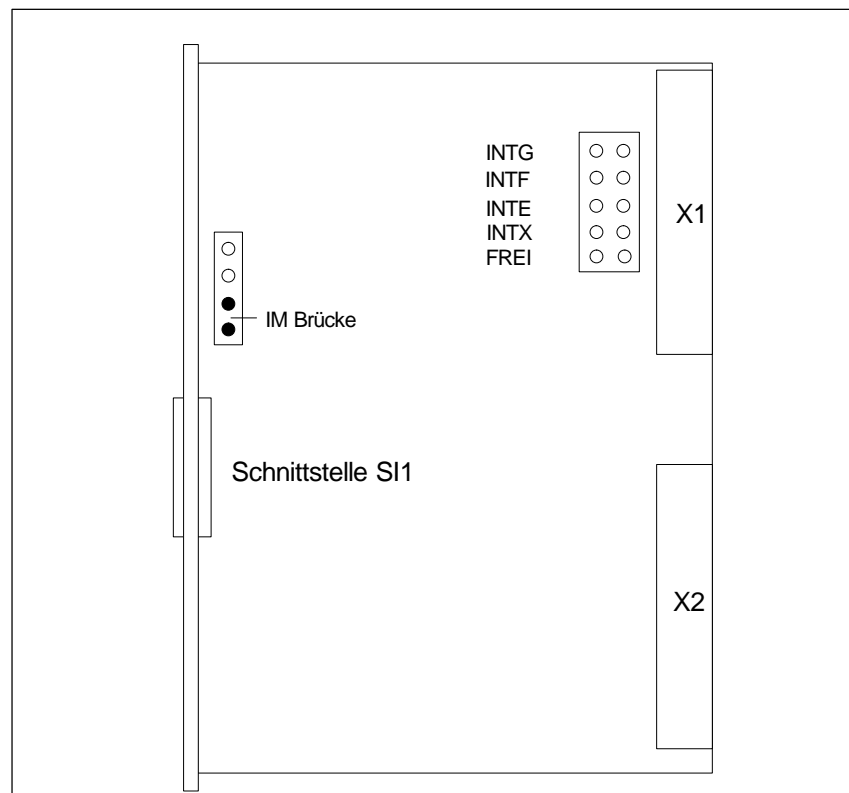 INTG
INTF
INTE
INTX
FREI
X1
IM Brücke
Schnittstelle SI1
X2